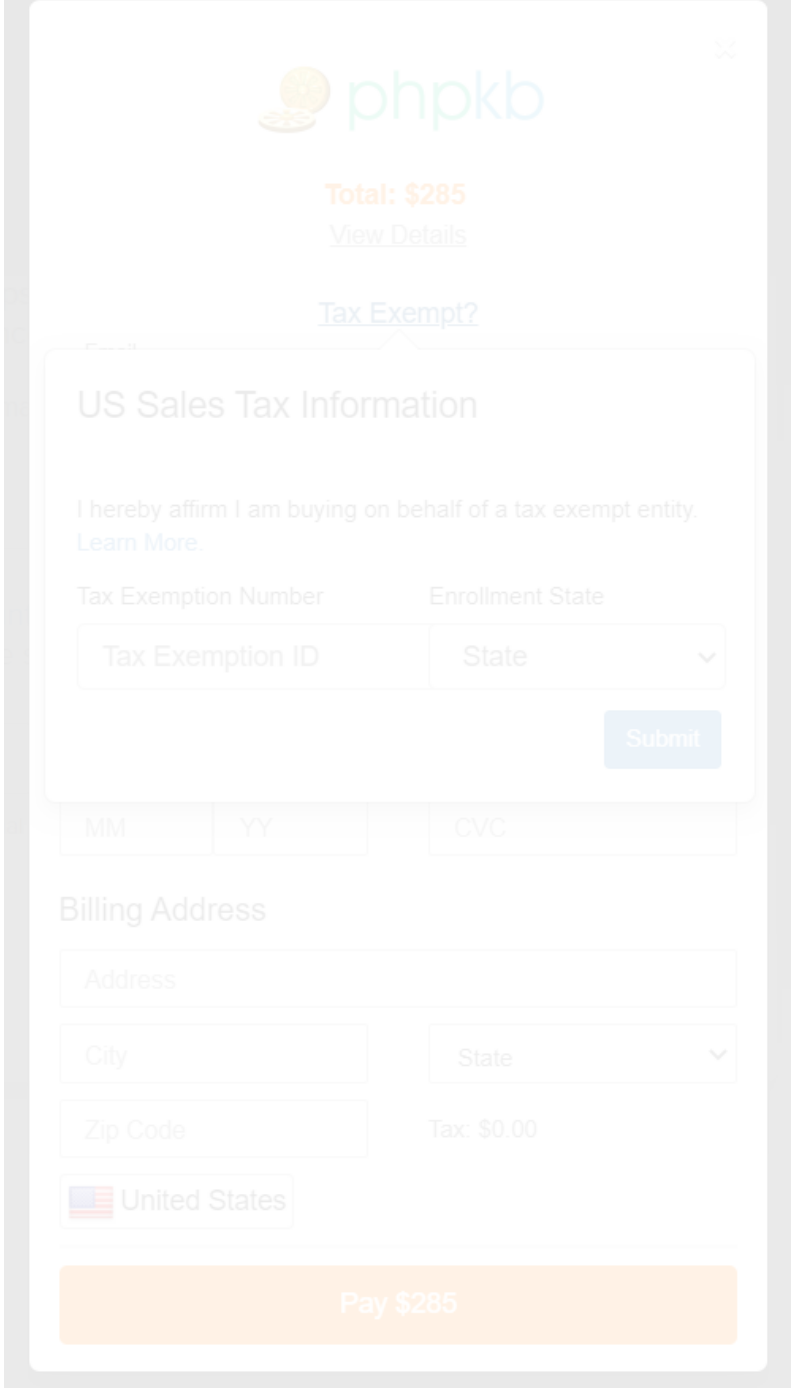 phpkb
Total: $285
View Details
Tax Exempt?
Email
US Sales Tax Information
I hereby affirm I am buying on behalf of a tax exempt entity.
Learn More.
Tax Exemption Number Enrollment State
Tax Exemption ID State
Submit
MM YY CVC
Billing Address
Address
City State
Zip Code Tax: $0.00
United States
Pay $285